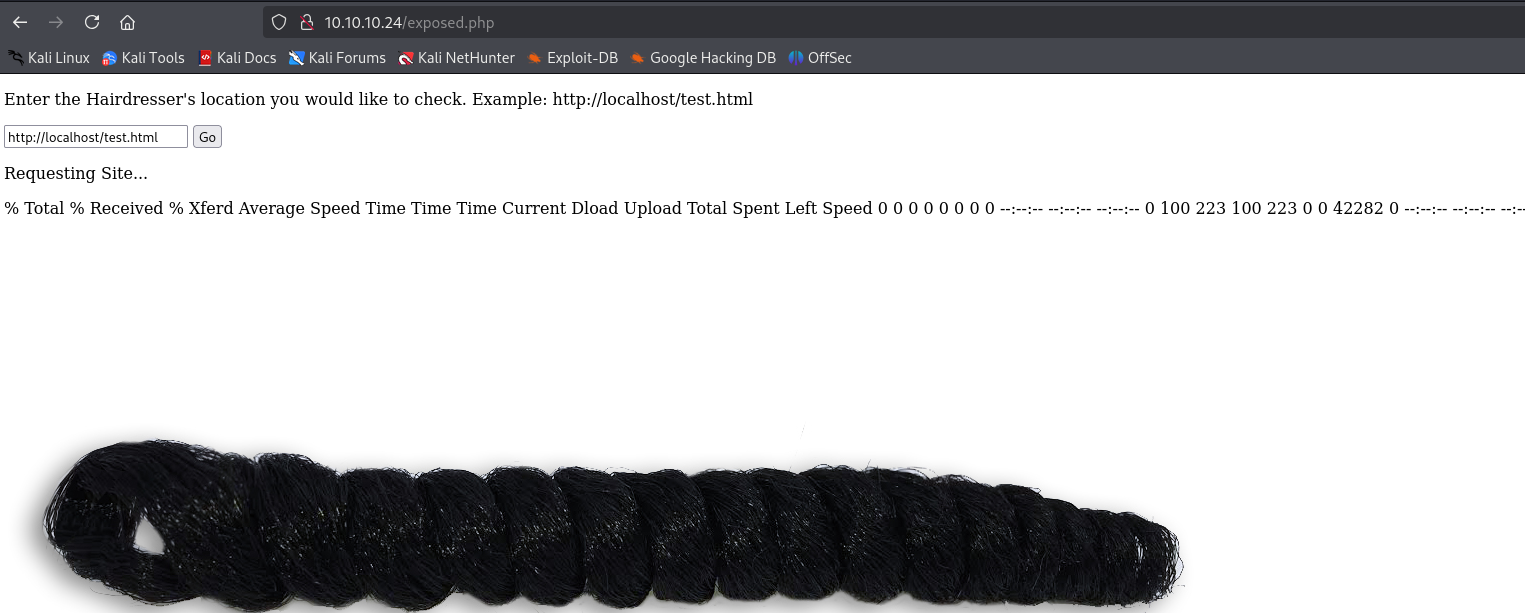 10.10.10.24/exposed.php
Kali Linux Kali Tools Kali Docs Kali Forums Kali NetHunter Exploit-DB Google Hacking DB OffSec
Enter the Hairdresser's location you would like to check. Example: http://localhost/test.html
http://localhost/test.html Go
Requesting Site...
% Total % Received % Xferd Average Speed Time Time Time Current Dload Upload Total Spent Left Speed 0 0 0 0 0 0 0 0 --:--:-- --:--:-- --:--:-- 0 100 223 100 223 0 0 42282 0 --:--:-- --:--:-- --:--